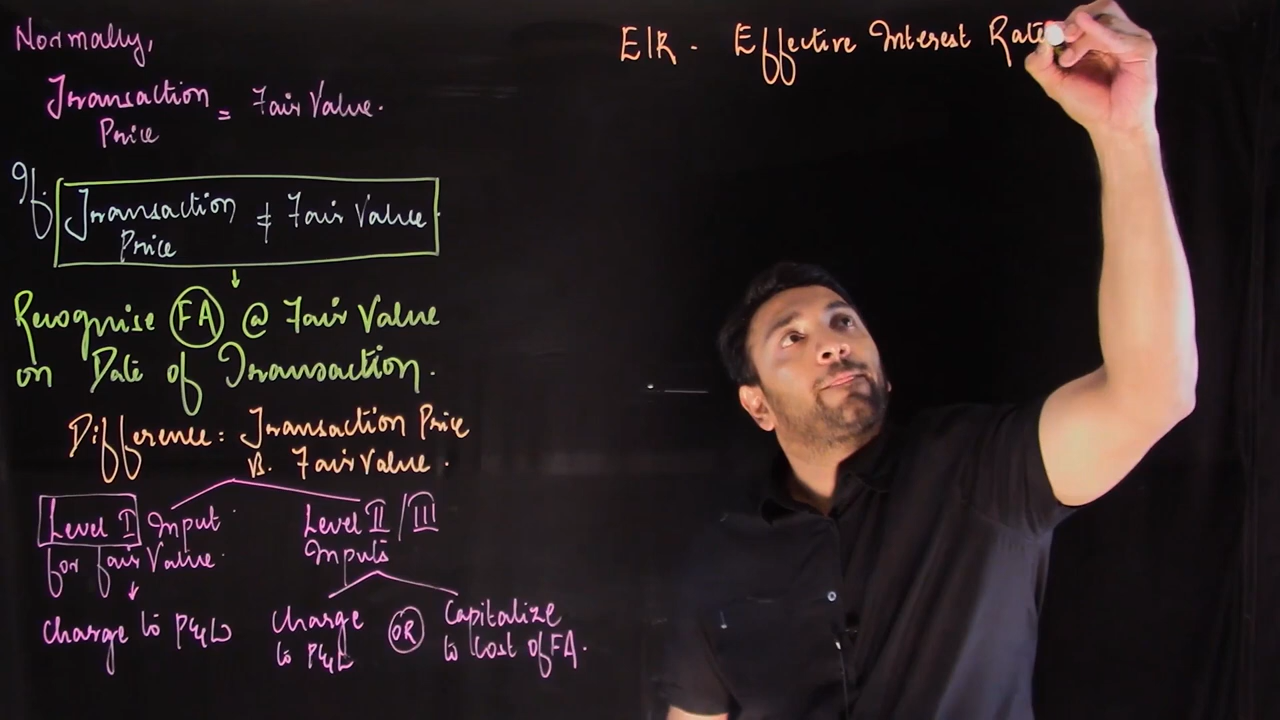 Normally,
Transaction Price = Fair Value.
If Transaction Price ≠ Fair Value.
↓
Recognise FA @ Fair Value
on Date of Transaction.
Difference: Transaction Price
Vs. Fair Value.
Level I Input
for fair Value
↓
Charge to P&L
Level II / III
Inputs
Charge
to P&L
OR
Capitalize
to Cost of FA.
EIR - Effective Interest Rate